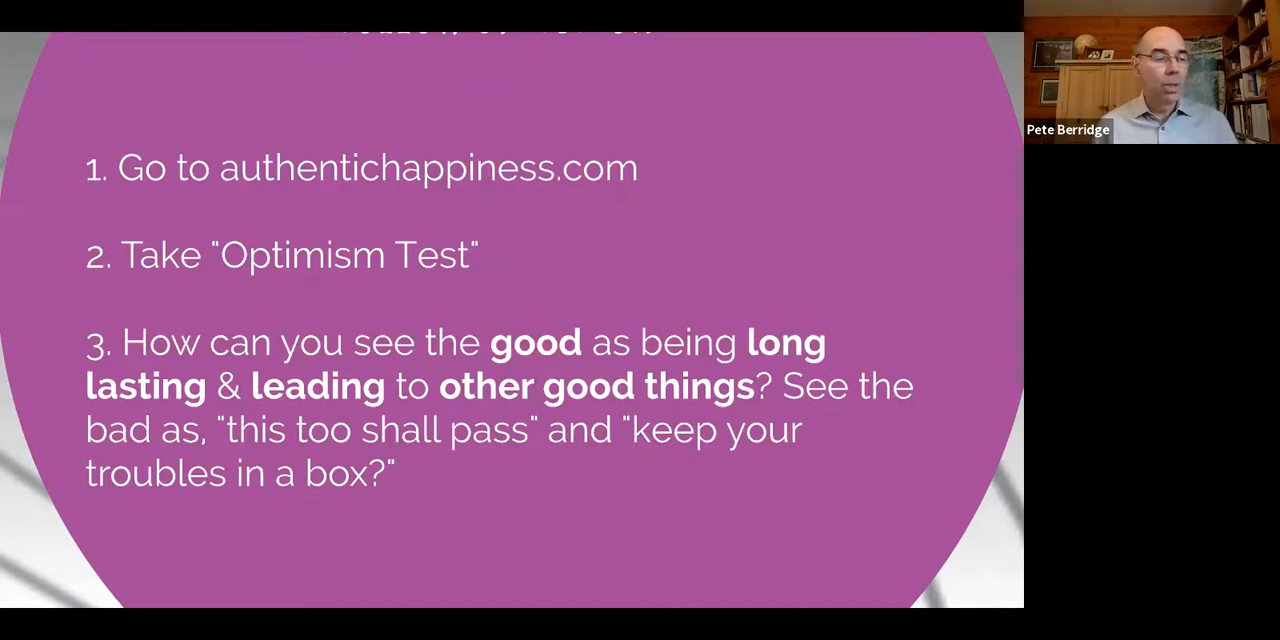 1. Go to authentichappiness.com
2. Take "Optimism Test"
3. How can you see the good as being long
lasting & leading to other good things? See the
bad as, "this too shall pass" and "keep your
troubles in a box?"
Pete Berridge